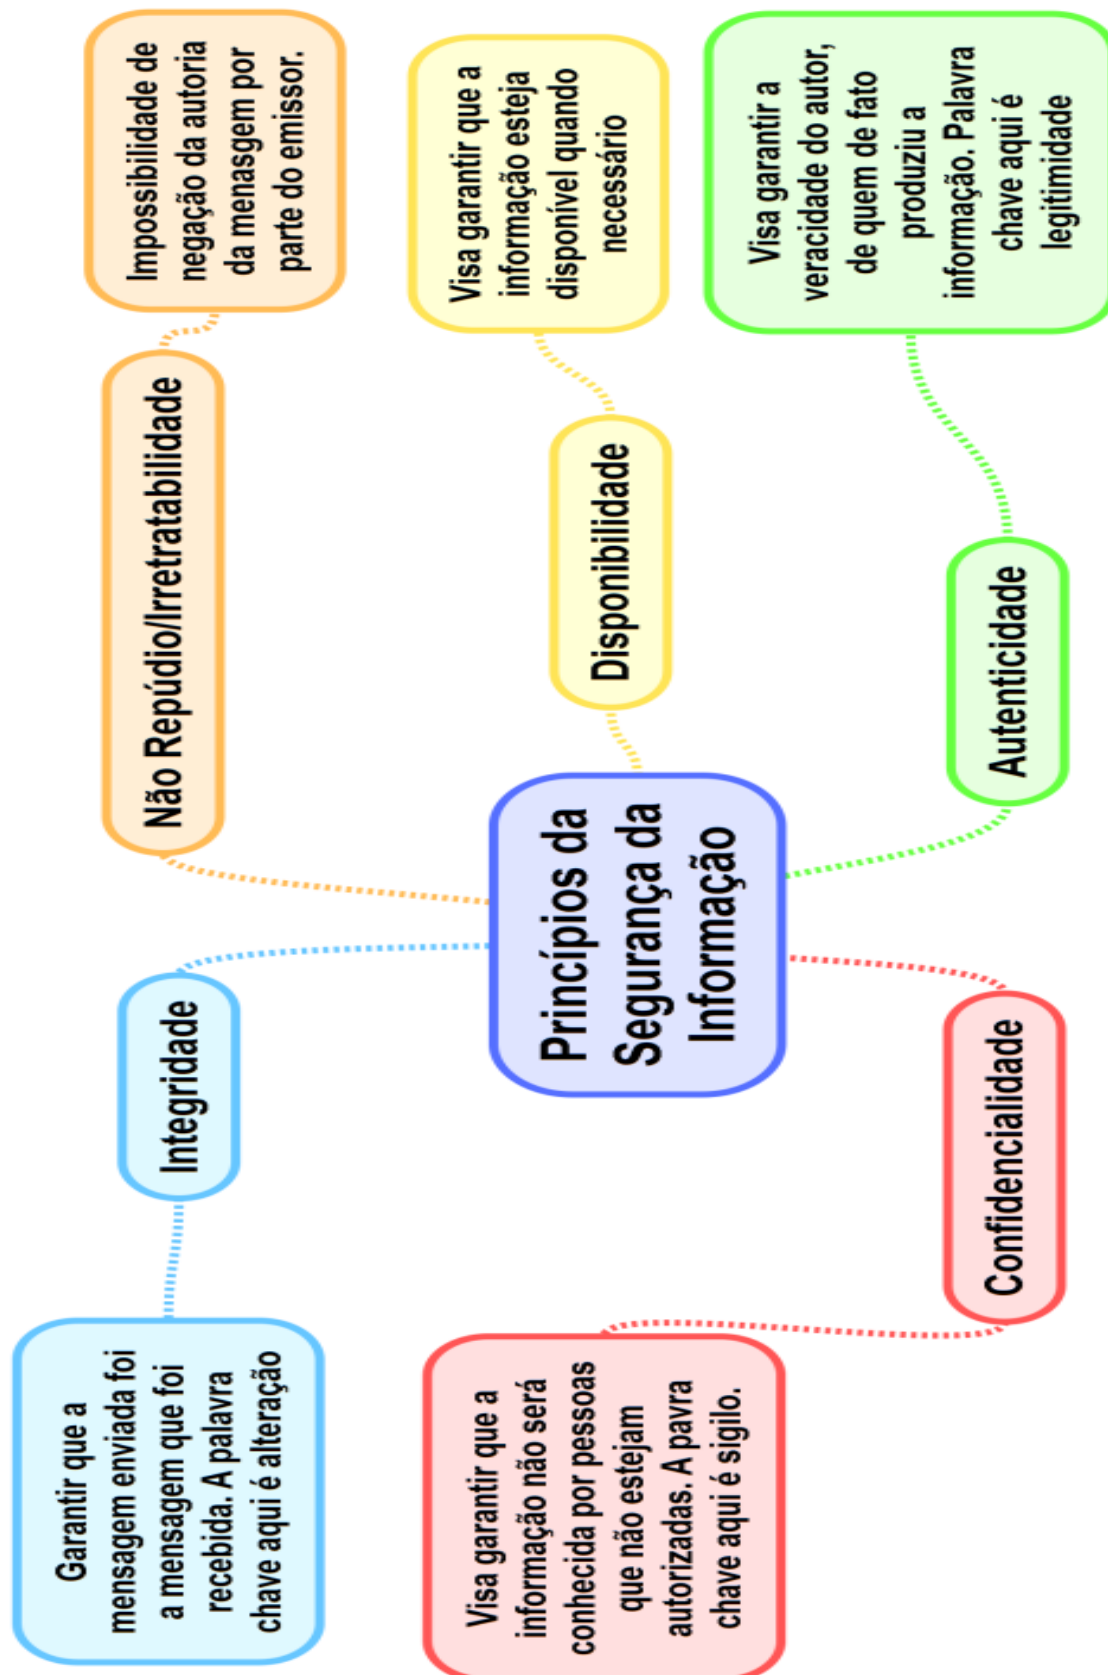 Princípios da
Segurança da
Informação
Integridade
Garantir que a
mensagem enviada foi
a mensagem que foi
recebida. A palavra
chave aqui é alteração
Não Repúdio/Irretratabilidade
Impossibilidade de
negação da autoria
da menasgem por
parte do emissor.
Disponibilidade
Visa garantir que a
informação esteja
disponível quando
necessário
Confidencialidade
Visa garantir que a
informação não será
conhecida por pessoas
que não estejam
autorizadas. A pavra
chave aqui é sigilo.
Autenticidade
Visa garantir a
veracidade do autor,
de quem de fato
produziu a
informação. Palavra
chave aqui é
legitimidade